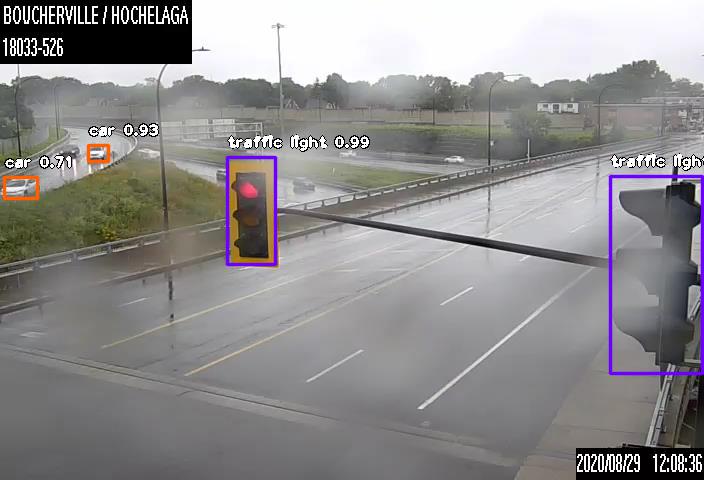 BOUCHERVILLE / HOCHELAGA
18033-526
car 0.93
traffic light 0.99
car 0.71
traffic light
2020/08/29 12:08:36